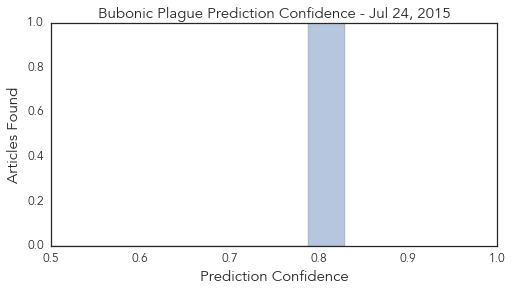 Bubonic Plague Prediction Confidence - Jul 24, 2015
Articles Found
1.0
0.8
0.6
0.4
0.2
0.0
0.5 0.6 0.7 0.8 0.9 1.0
Prediction Confidence